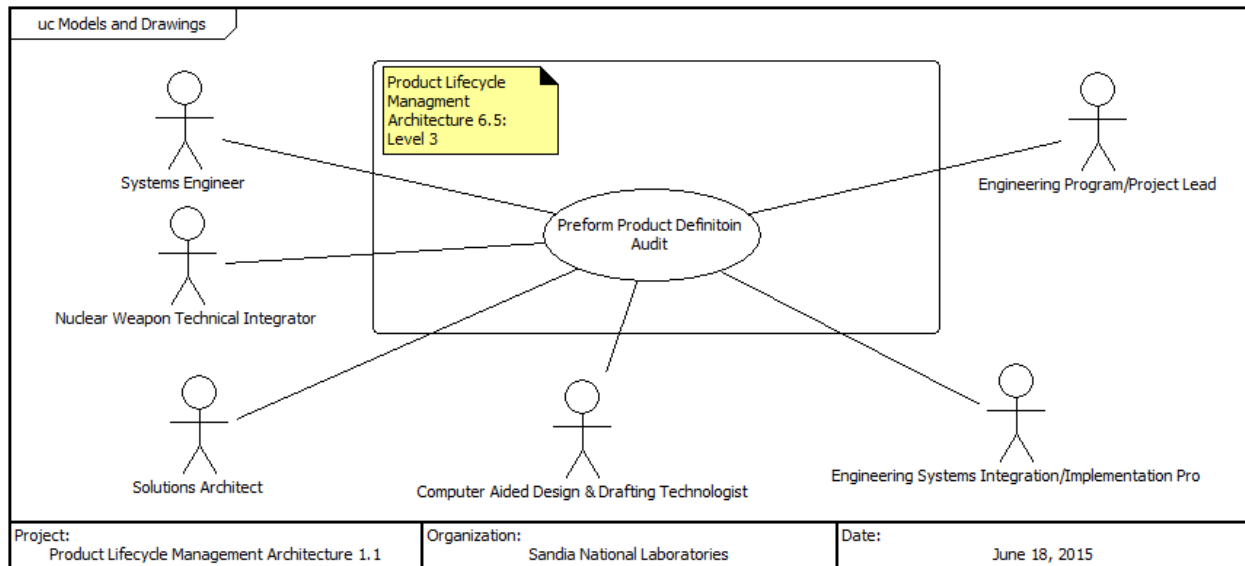 uc Models and Drawings
Product Lifecycle
Managment
Architecture 6.5:
Level 3
Systems Engineer
Engineering Program/Project Lead
Preform Product Definitoin
Audit
Nuclear Weapon Technical Integrator
Solutions Architect
Computer Aided Design & Drafting Technologist
Engineering Systems Integration/Implementation Pro
Project:
Product Lifecycle Management Architecture 1.1
Organization:
Sandia National Laboratories
Date:
June 18, 2015